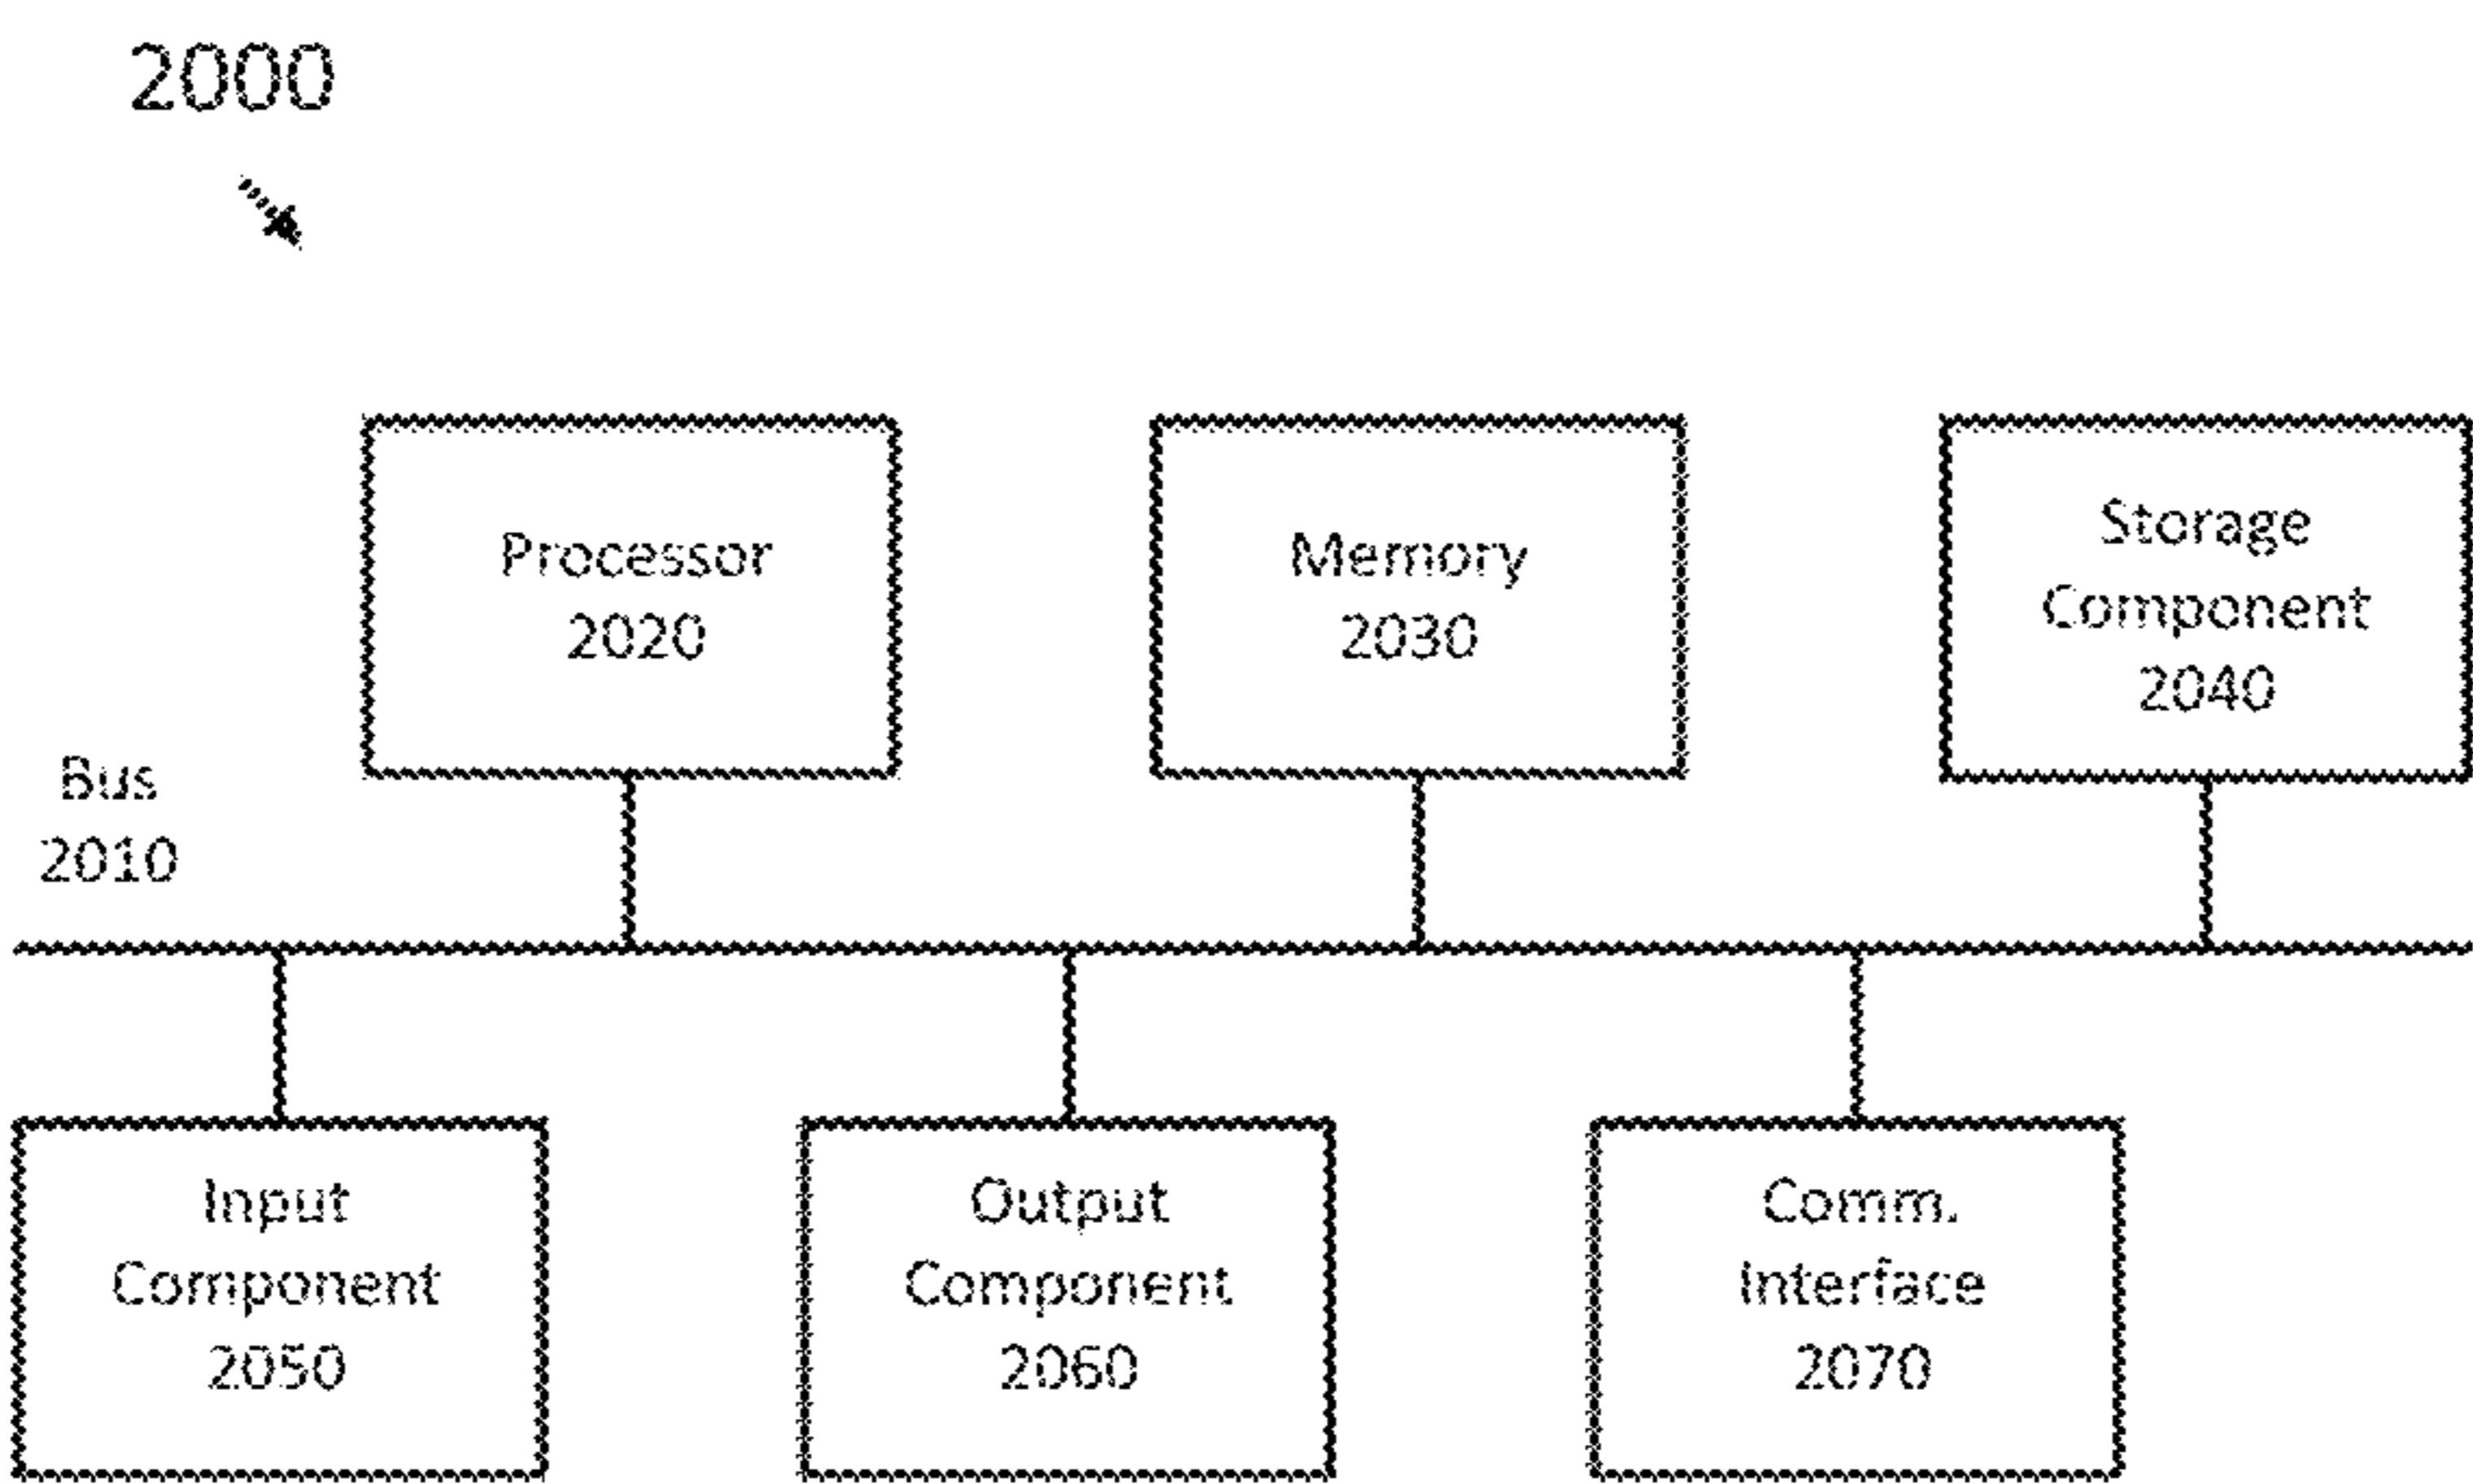 2000
Processor
2020
Memory
2030
Storage
Component
2040
Bus
2010
Input
Component
2050
Output
Component
2060
Comm.
Interface
2070